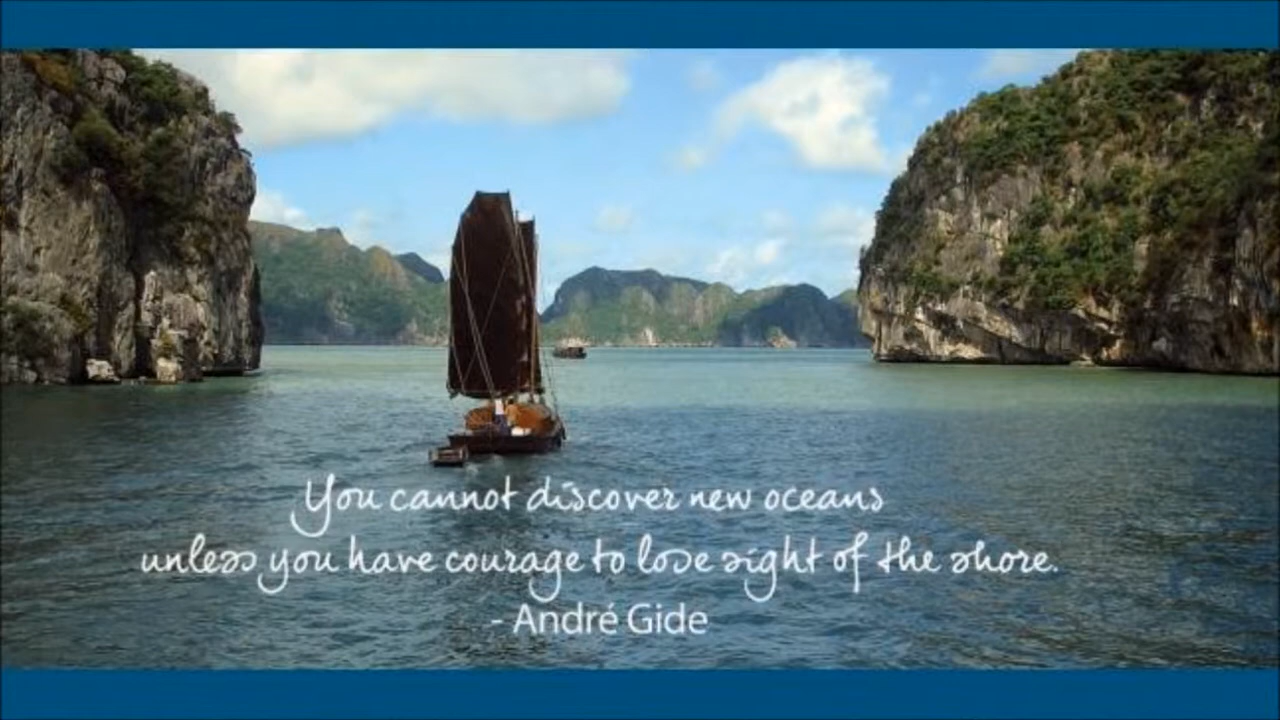 You cannot discover new oceans
unless you have courage to lose sight of the shore.
- André Gide